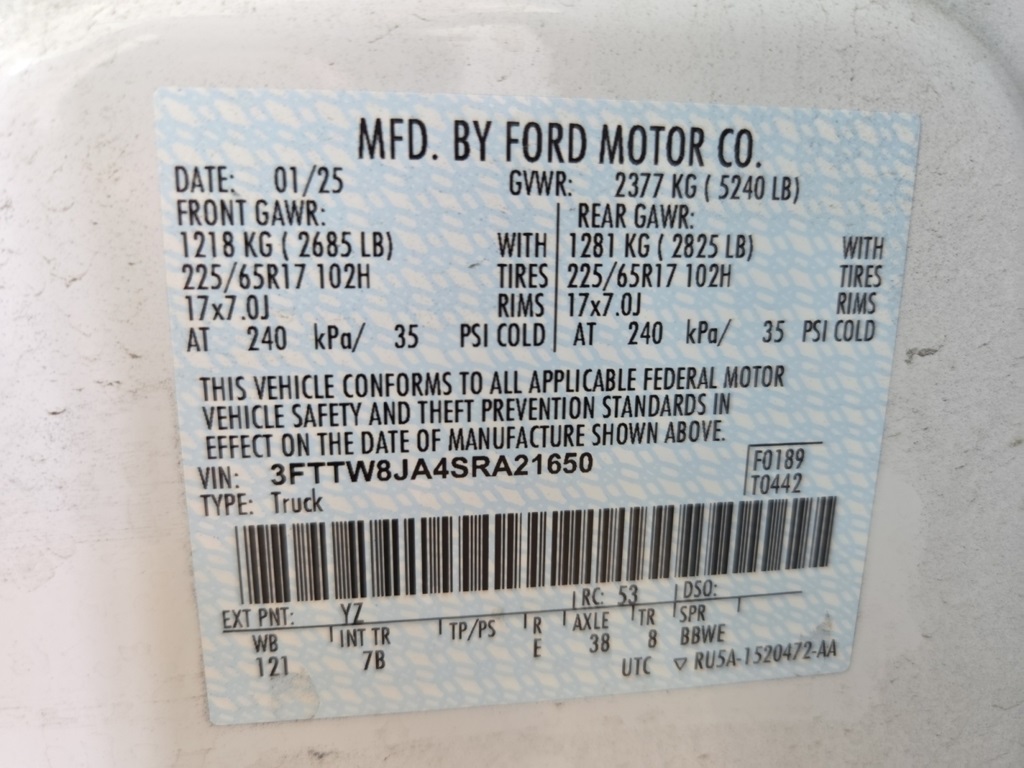 MFD. BY FORD MOTOR CO.
DATE: 01/25 GVWR: 2377 KG ( 5240 LB)
FRONT GAWR: REAR GAWR:
1218 KG ( 2685 LB) WITH 1281 KG ( 2825 LB) WITH
225/65R17 102H TIRES 225/65R17 102H TIRES
17x7.0J RIMS 17x7.0J RIMS
AT 240 kPa/ 35 PSI COLD AT 240 kPa/ 35 PSI COLD
THIS VEHICLE CONFORMS TO ALL APPLICABLE FEDERAL MOTOR
VEHICLE SAFETY AND THEFT PREVENTION STANDARDS IN
EFFECT ON THE DATE OF MANUFACTURE SHOWN ABOVE.
VIN: 3FTTW8JA4SRA21650 F0189
TYPE: Truck T0442
EXT PNT: YZ RC: 53 DSO:
WB INT TR TP/PS R AXLE TR SPR
121 7B E 38 8 BBWE
UTC ▽ RU5A-1520472-AA